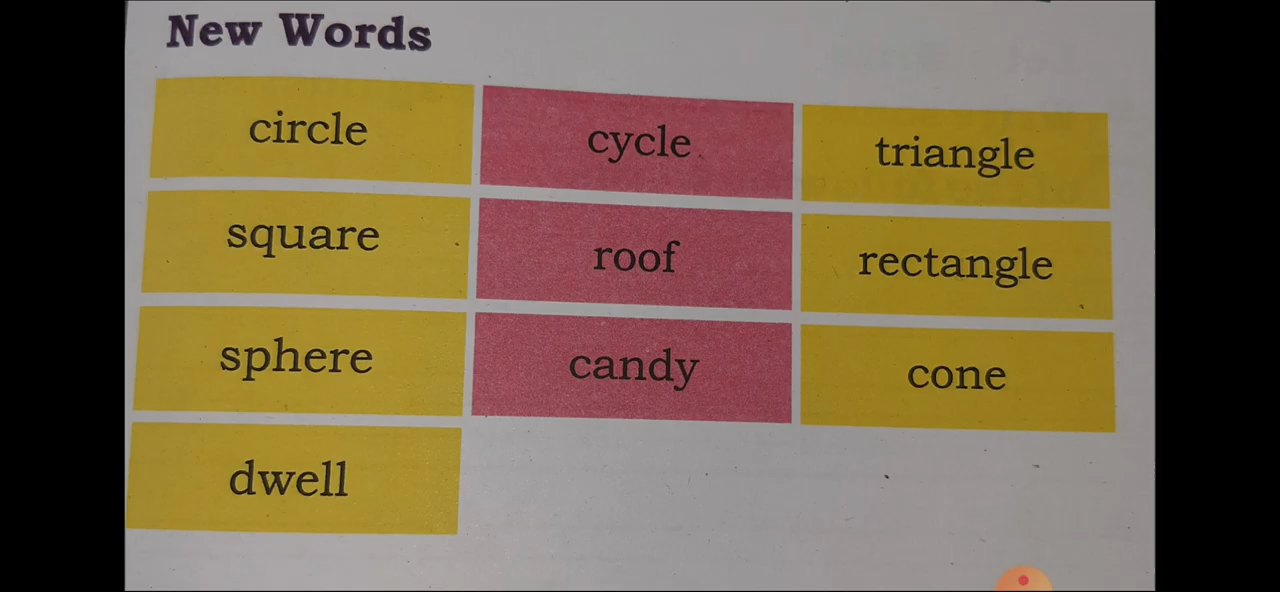 New Words
circle cycle triangle
square roof rectangle
sphere candy cone
dwell